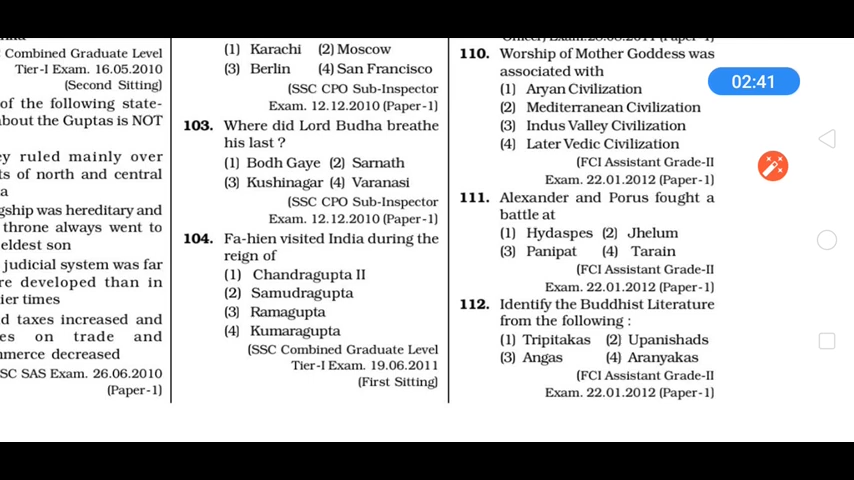 Combined Graduate Level
Tier-I Exam. 16.05.2010
(Second Sitting)
of the following state-
about the Guptas is NOT
ey ruled mainly over
ts of north and central
a
gship was hereditary and
throne always went to
eldest son
judicial system was far
re developed than in
ier times
d taxes increased and
es on trade and
mmerce decreased
SC SAS Exam. 26.06.2010
(Paper-1)
(1) Karachi (2) Moscow
(3) Berlin (4) San Francisco
(SSC CPO Sub-Inspector
Exam. 12.12.2010 (Paper-1)
103. Where did Lord Budha breathe
his last ?
(1) Bodh Gaye (2) Sarnath
(3) Kushinagar (4) Varanasi
(SSC CPO Sub-Inspector
Exam. 12.12.2010 (Paper-1)
104. Fa-hien visited India during the
reign of
(1) Chandragupta II
(2) Samudragupta
(3) Ramagupta
(4) Kumaragupta
(SSC Combined Graduate Level
Tier-I Exam. 19.06.2011
(First Sitting)
110. Worship of Mother Goddess was
associated with
(1) Aryan Civilization
(2) Mediterranean Civilization
(3) Indus Valley Civilization
(4) Later Vedic Civilization
(FCI Assistant Grade-II
Exam. 22.01.2012 (Paper-1)
111. Alexander and Porus fought a
battle at
(1) Hydaspes (2) Jhelum
(3) Panipat (4) Tarain
(FCI Assistant Grade-II
Exam. 22.01.2012 (Paper-1)
112. Identify the Buddhist Literature
from the following :
(1) Tripitakas (2) Upanishads
(3) Angas (4) Aranyakas
(FCI Assistant Grade-II
Exam. 22.01.2012 (Paper-1)
02:41